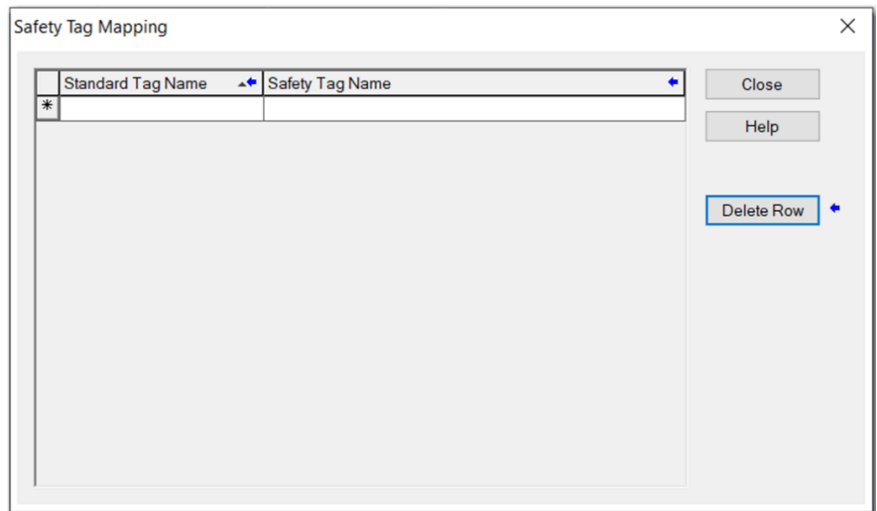 Safety Tag Mapping
Standard Tag Name Safety Tag Name
*
Close
Help
Delete Row